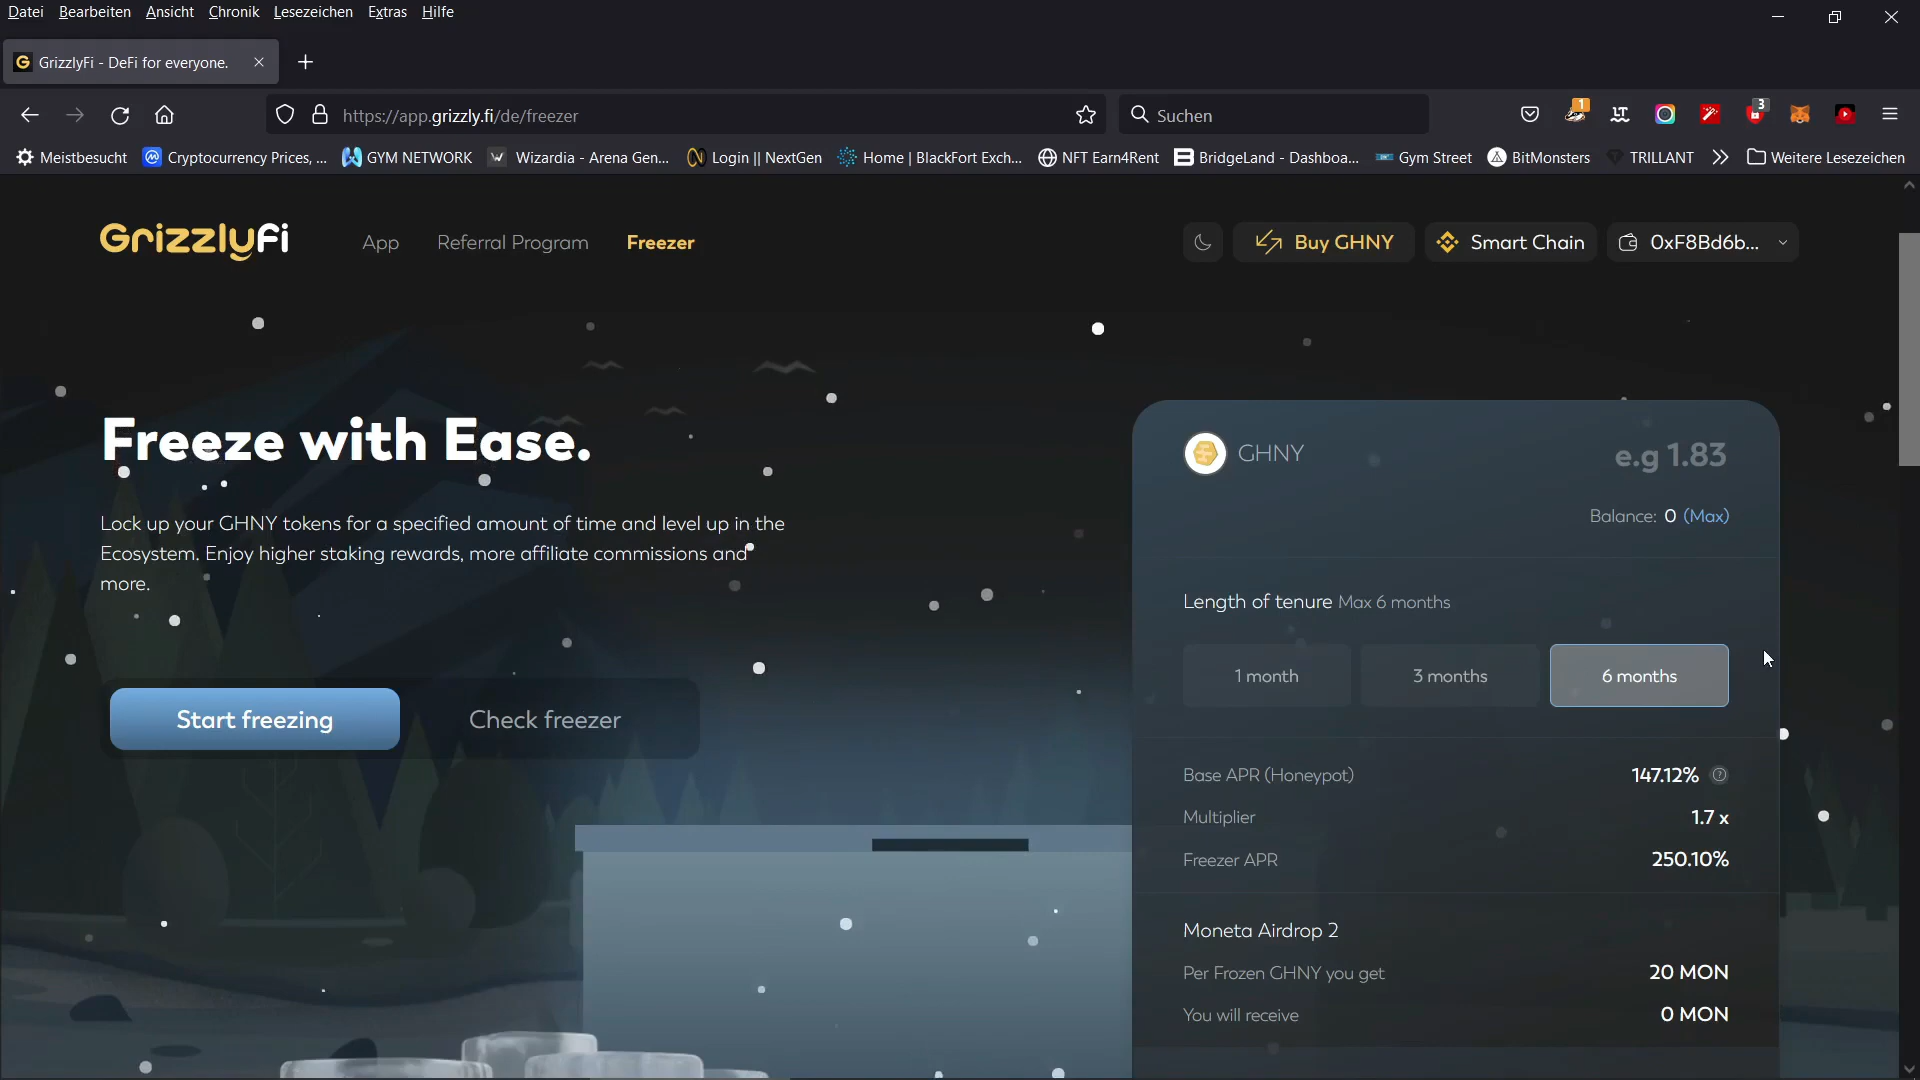 Datei Bearbeiten Ansicht Chronik Lesezeichen Extras Hilfe
G GrizzlyFi - DeFi for everyone.
https://app.grizzly.fi/de/freezer
Suchen
1
LT
3
Meistbesucht Cryptocurrency Prices, ... GYM NETWORK W Wizardia - Arena Gen... Login || NextGen Home | BlackFort Exch... NFT Earn4Rent BridgeLand - Dashboa... Gym Street BitMonsters TRILLANT Weitere Lesezeichen
GrizzlyFi App Referral Program Freezer Buy GHNY Smart Chain 0xF8Bd6b...
Freeze with Ease.
Lock up your GHNY tokens for a specified amount of time and level up in the
Ecosystem. Enjoy higher staking rewards, more affiliate commissions and
more.
Start freezing Check freezer
GHNY e.g 1.83
Balance: 0 (Max)
Length of tenure Max 6 months
1 month 3 months 6 months
Base APR (Honeypot) 147.12% ?
Multiplier 1.7 x
Freezer APR 250.10%
Moneta Airdrop 2
Per Frozen GHNY you get 20 MON
You will receive 0 MON